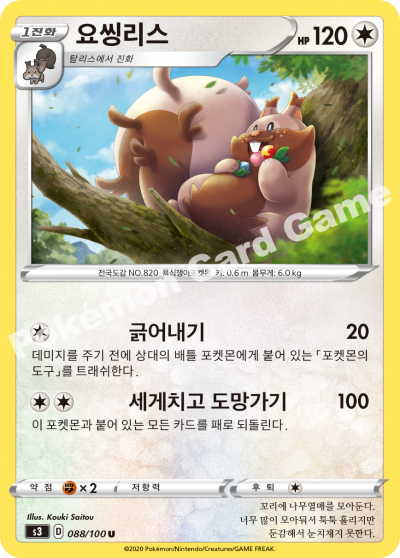 1진화
요씽리스
HP 120
탐리스에서 진화
전국도감 NO.820 욕식쟁이포켓몬 키: 0.6 m 몸무게: 6.0 kg
Pokémon Card Game
긁어내기 20
데미지를 주기 전에 상대의 배틀 포켓몬에게 붙어 있는 「포켓몬의
도구」를 트래쉬한다.
세게치고 도망가기 100
이 포켓몬과 붙어 있는 모든 카드를 패로 되돌린다.
약점 ×2 저항력 후퇴
Illus. Kouki Saitou
s3 D 088/100 U
꼬리에 나무열매를 모아둔다.
너무 많이 모아둬서 툭툭 흘리지만
둔감해서 눈치채지 못한다.
©2020 Pokémon/Nintendo/Creatures/GAME FREAK.